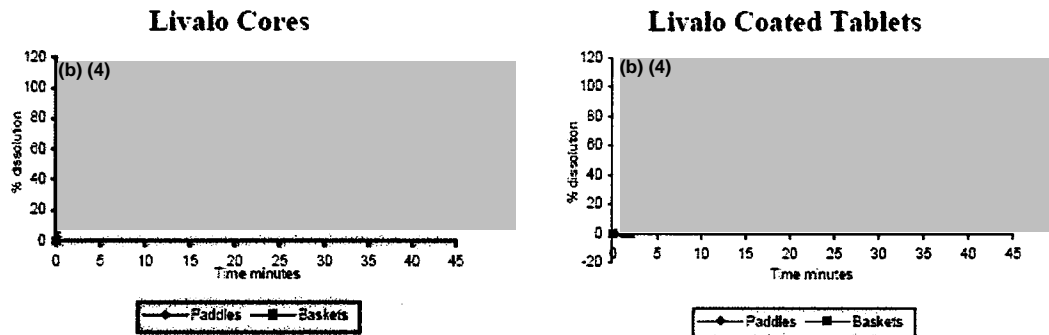 Livalo Cores
120
100
80
60
40
20
0
(b) (4)
% dissolution
0 5 10 15 20 25 30 35 40 45
Time minutes
Paddles Baskets
Livalo Coated Tablets
120
100
80
60
40
20
0
-20
(b) (4)
% dissolution
0 5 10 15 20 25 30 35 40 45
Time minutes
Paddles Baskets